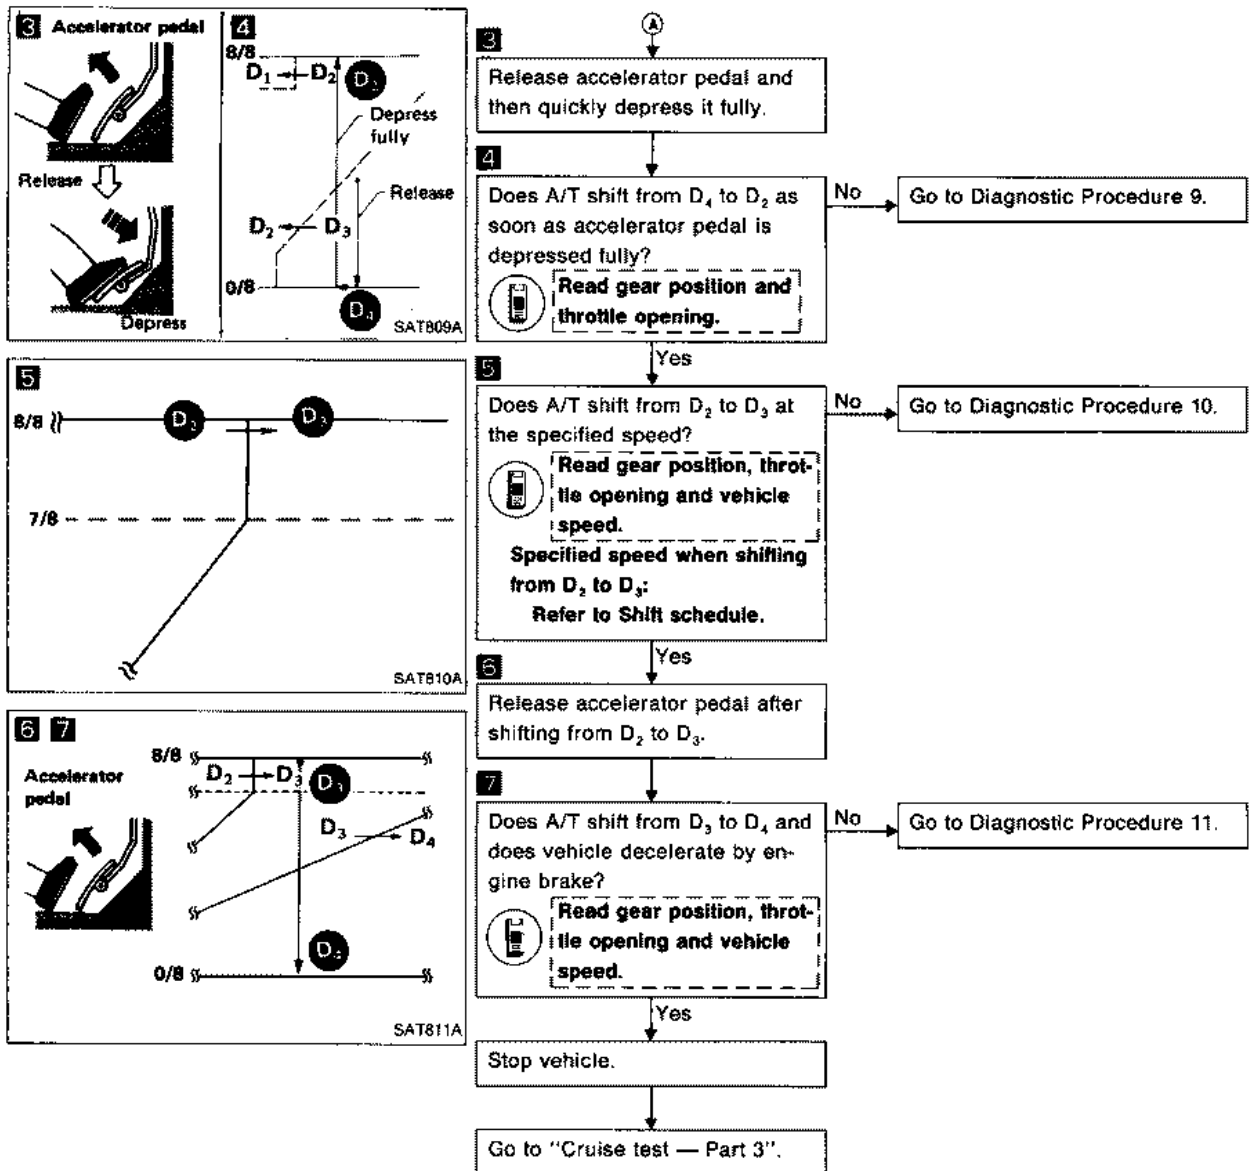 3 Accelerator pedal
Release
Depress
4
8/8
D₁ D₂
D₂
Depress
fully
Release
D₂ D₃
0/8
D₄
SAT809A
5
8/8
D₂ D₃
7/8
SAT810A
6 7
Accelerator
pedal
8/8
D₂ D₃
D₃
D₃ D₄
D₄
0/8
SAT811A
A
3
Release accelerator pedal and
then quickly depress it fully.
4
Does A/T shift from D₄ to D₂ as
soon as accelerator pedal is
depressed fully?
Read gear position and
throttle opening.
No
Go to Diagnostic Procedure 9.
Yes
5
Does A/T shift from D₂ to D₃ at
the specified speed?
Read gear position, throt-
tle opening and vehicle
speed.
Specified speed when shifting
from D₂ to D₃:
Refer to Shift schedule.
No
Go to Diagnostic Procedure 10.
Yes
6
Release accelerator pedal after
shifting from D₂ to D₃.
7
Does A/T shift from D₃ to D₄ and
does vehicle decelerate by en-
gine brake?
Read gear position, throt-
tle opening and vehicle
speed.
No
Go to Diagnostic Procedure 11.
Yes
Stop vehicle.
Go to "Cruise test — Part 3".